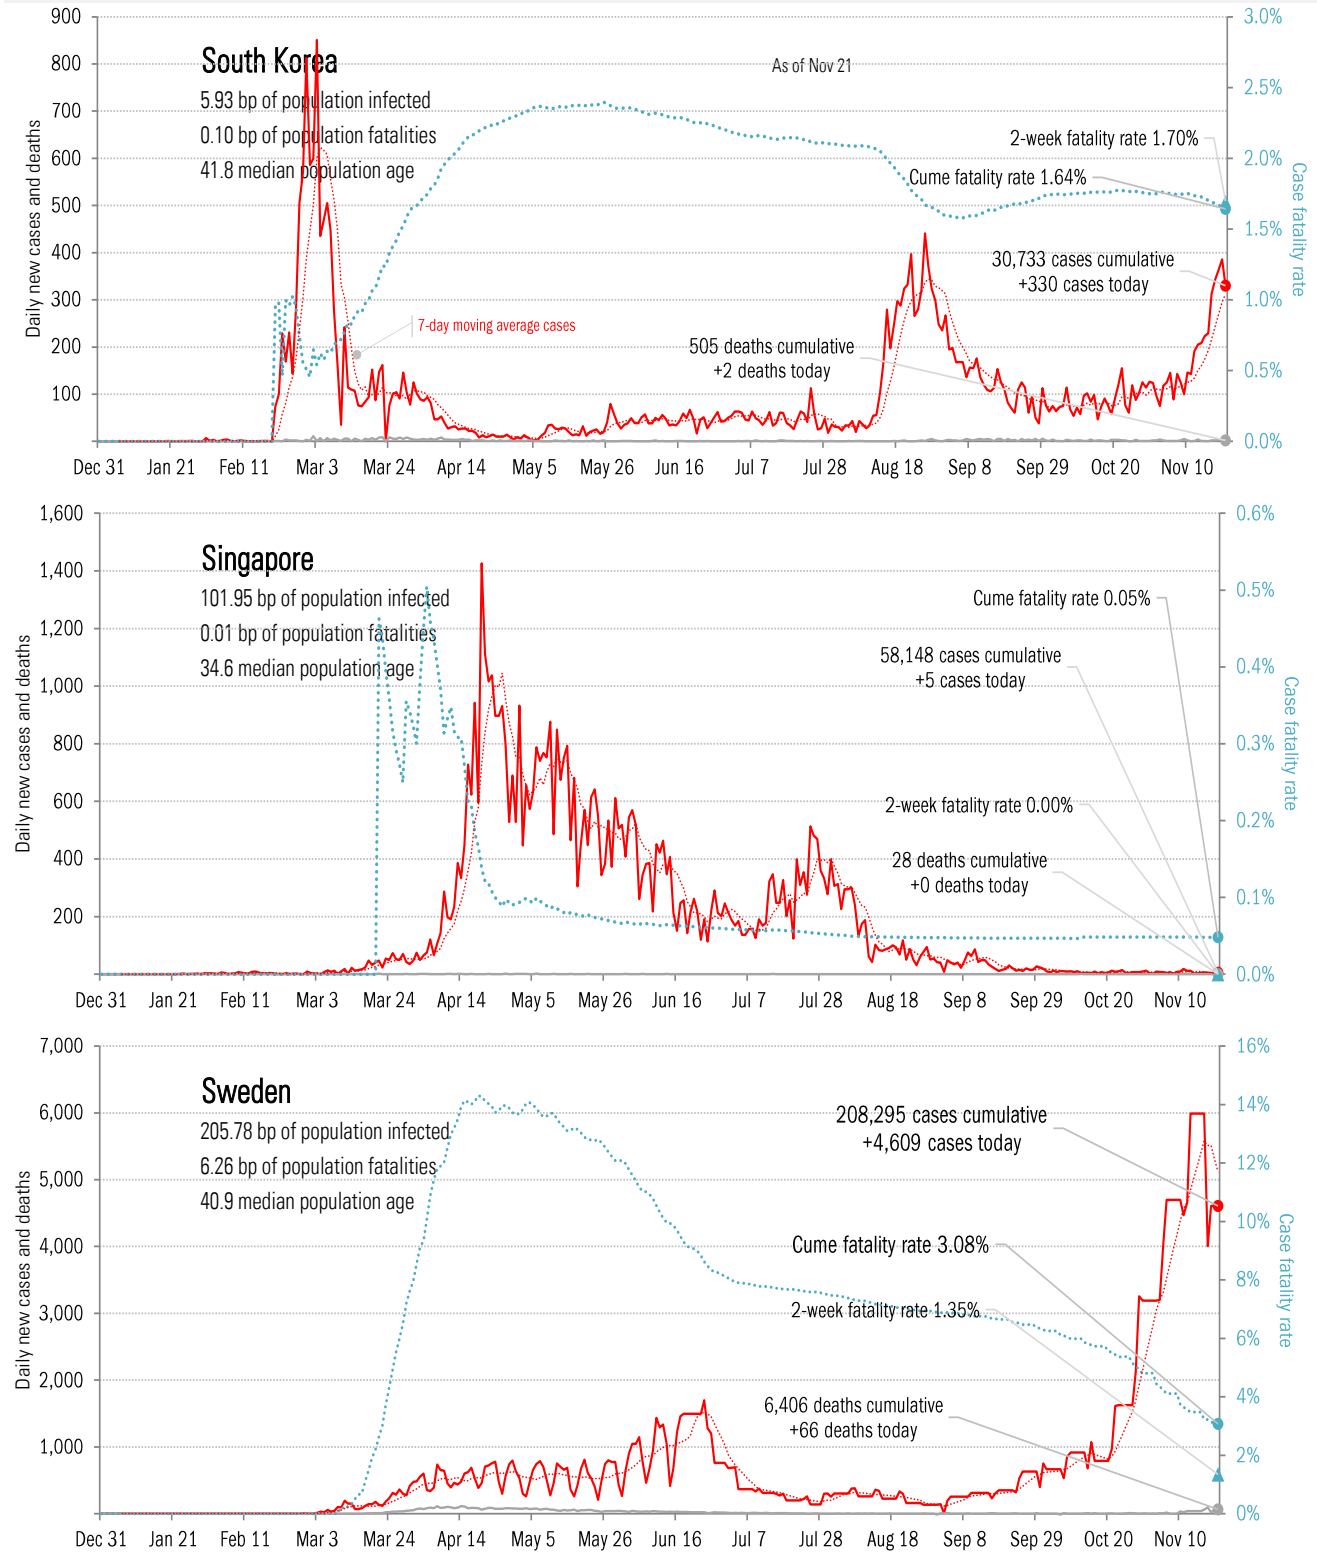 South Korea
5.93 bp of population infected
0.10 bp of population fatalities
41.8 median population age
As of Nov 21
2-week fatality rate 1.70%
Cume fatality rate 1.64%
30,733 cases cumulative
+330 cases today
7-day moving average cases
505 deaths cumulative
+2 deaths today
Daily new cases and deaths
900
800
700
600
500
400
300
200
100
3.0%
2.5%
2.0%
1.5%
1.0%
0.5%
0.0%
Case fatality rate
Dec 31 Jan 21 Feb 11 Mar 3 Mar 24 Apr 14 May 5 May 26 Jun 16 Jul 7 Jul 28 Aug 18 Sep 8 Sep 29 Oct 20 Nov 10
Singapore
101.95 bp of population infected
0.01 bp of population fatalities
34.6 median population age
Cume fatality rate 0.05%
58,148 cases cumulative
+5 cases today
2-week fatality rate 0.00%
28 deaths cumulative
+0 deaths today
Daily new cases and deaths
1,600
1,400
1,200
1,000
800
600
400
200
0.6%
0.5%
0.4%
0.3%
0.2%
0.1%
0.0%
Case fatality rate
Dec 31 Jan 21 Feb 11 Mar 3 Mar 24 Apr 14 May 5 May 26 Jun 16 Jul 7 Jul 28 Aug 18 Sep 8 Sep 29 Oct 20 Nov 10
Sweden
205.78 bp of population infected
6.26 bp of population fatalities
40.9 median population age
208,295 cases cumulative
+4,609 cases today
Cume fatality rate 3.08%
2-week fatality rate 1.35%
6,406 deaths cumulative
+66 deaths today
Daily new cases and deaths
7,000
6,000
5,000
4,000
3,000
2,000
1,000
16%
14%
12%
10%
8%
6%
4%
2%
0%
Case fatality rate
Dec 31 Jan 21 Feb 11 Mar 3 Mar 24 Apr 14 May 5 May 26 Jun 16 Jul 7 Jul 28 Aug 18 Sep 8 Sep 29 Oct 20 Nov 10